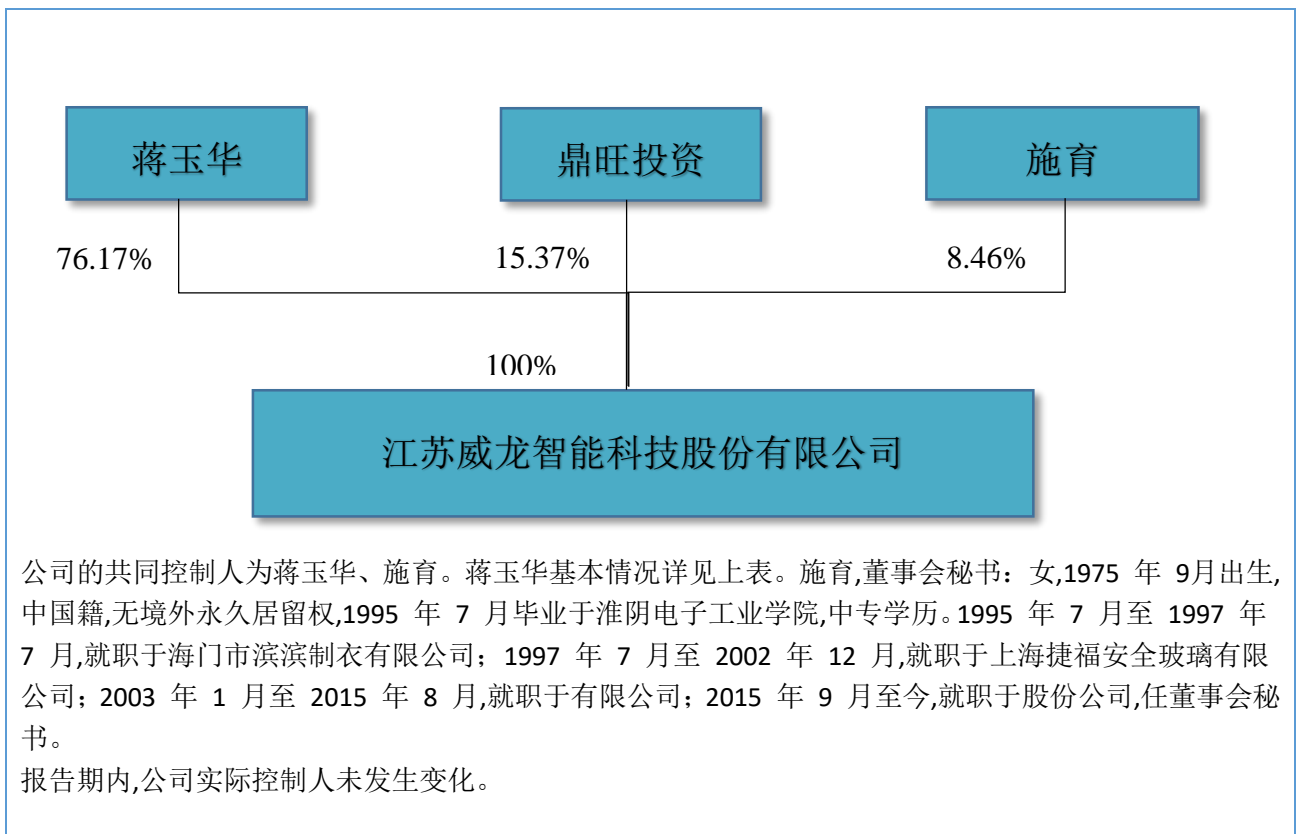 蒋玉华
鼎旺投资
施育
76.17%
15.37%
8.46%
100%
江苏威龙智能科技股份有限公司
公司的共同控制人为蒋玉华、施育。蒋玉华基本情况详见上表。施育,董事会秘书：女,1975 年 9月出生,
中国籍,无境外永久居留权,1995 年 7 月毕业于淮阴电子工业学院,中专学历。1995 年 7 月至 1997 年
7 月,就职于海门市滨滨制衣有限公司；1997 年 7 月至 2002 年 12 月,就职于上海捷福安全玻璃有限
公司；2003 年 1 月至 2015 年 8 月,就职于有限公司；2015 年 9 月至今,就职于股份公司,任董事会秘
书。
报告期内,公司实际控制人未发生变化。